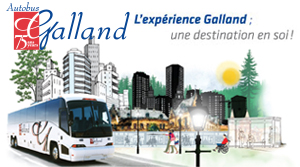 Autobus
Galland
75
L'expérience Galland ;
une destination en soi !